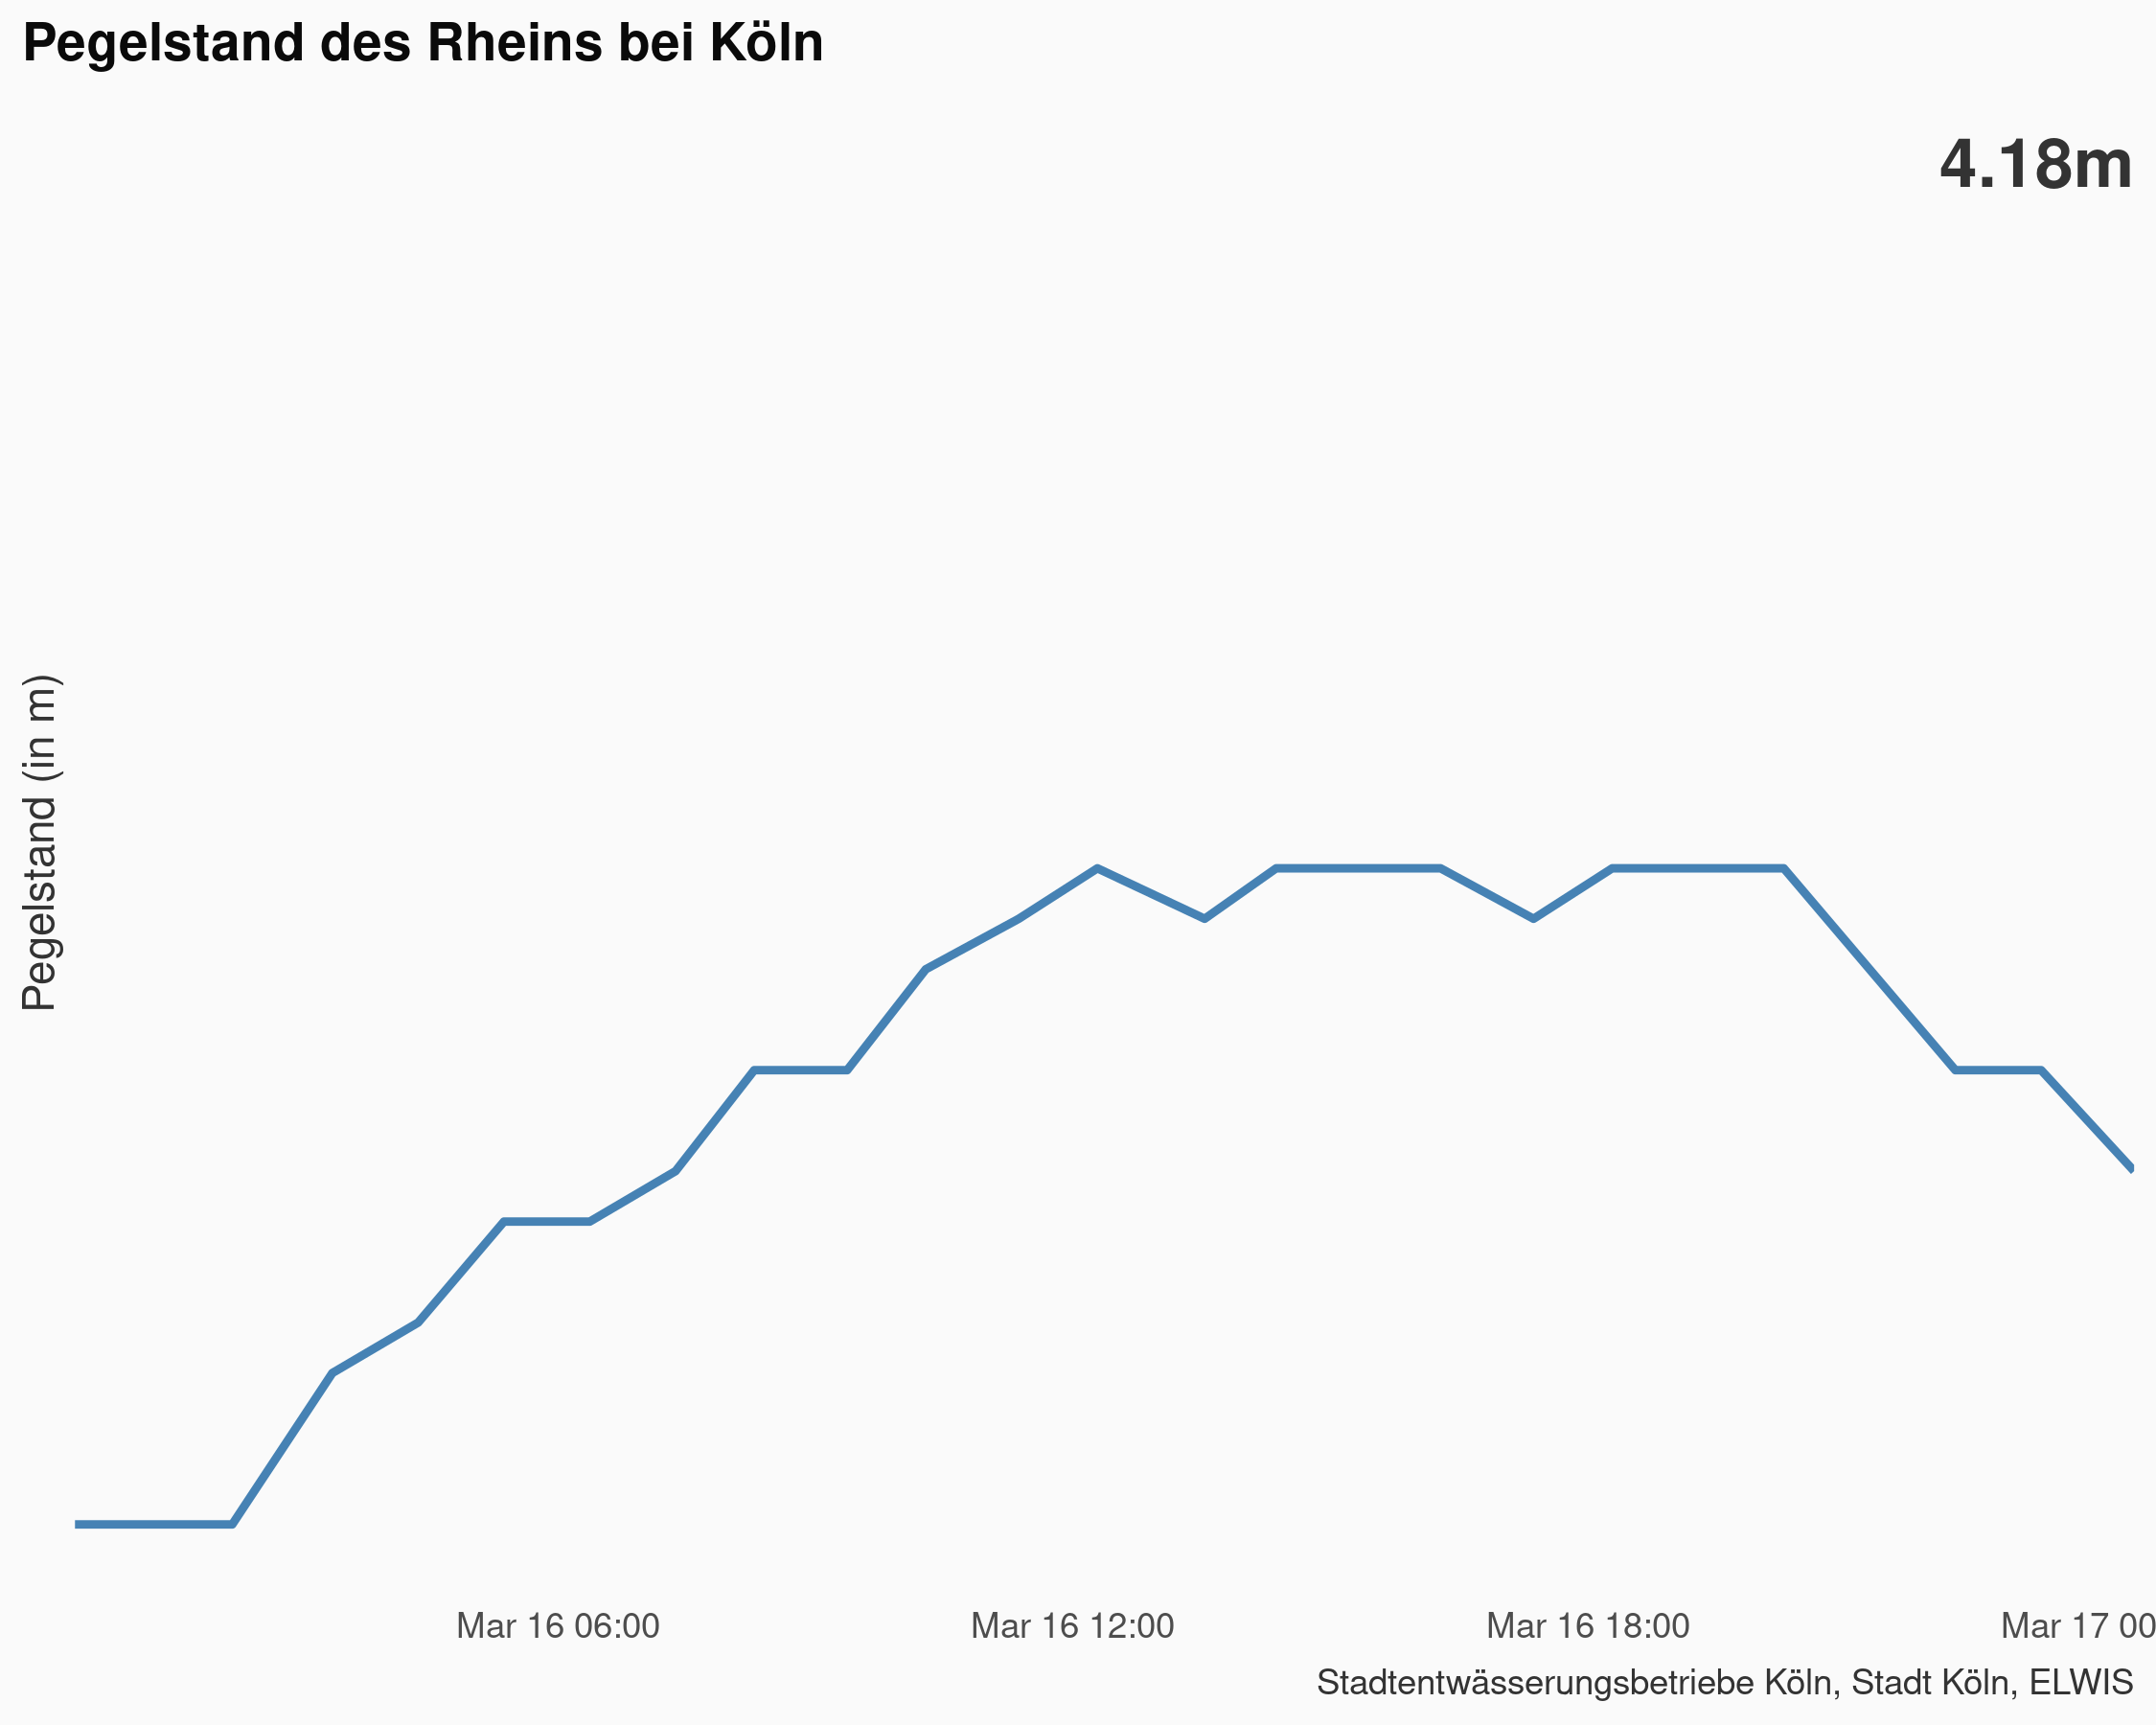 Pegelstand des Rheins bei Köln
4.18m
Pegelstand (in m)
Mar 16 06:00
Mar 16 12:00
Mar 16 18:00
Mar 17 00
Stadtentwässerungsbetriebe Köln, Stadt Köln, ELWIS